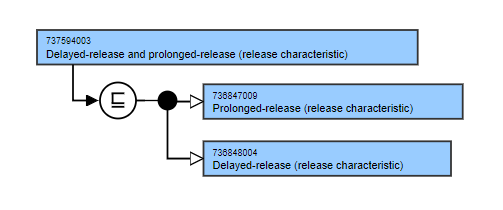 737594003
Delayed-release and prolonged-release (release characteristic)
⊑
736847009
Prolonged-release (release characteristic)
736848004
Delayed-release (release characteristic)